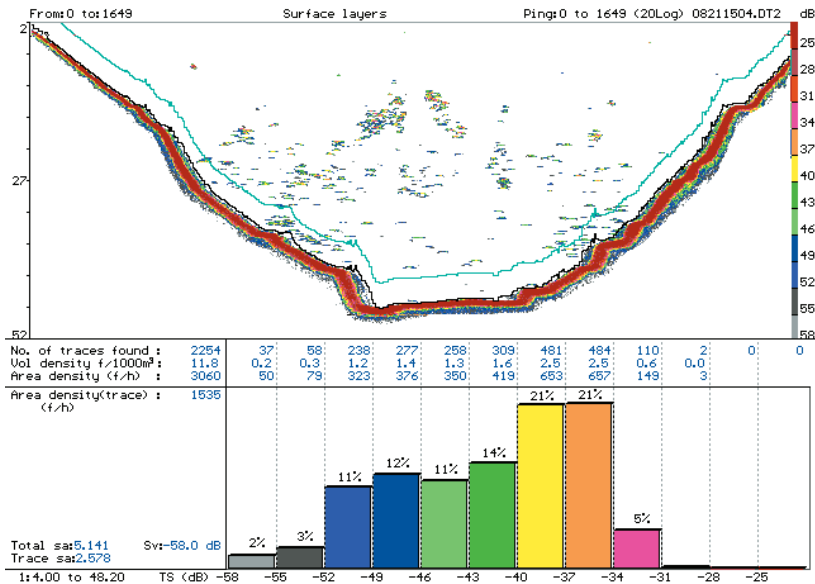 From:0 to:1649 Surface layers Ping:0 to 1649 (20Log) 08211504.DT2 dB
2
27
52
25
28
31
34
37
40
43
46
49
52
55
58
No. of traces found : 2254 37 58 238 277 258 309 481 484 110 2 0 0
Vol density f/1000m³: 11.8 0.2 0.3 1.2 1.4 1.3 1.6 2.5 2.5 0.6 0.0
Area density (f/h) : 3060 50 79 323 376 350 419 653 657 149 3
Area density(trace) : 1535
(f/h)
2% 3% 11% 12% 11% 14% 21% 21% 5%
Total sa:5.141 Sv:-58.0 dB
Trace sa:2.578
1:4.00 to 48.20 TS (dB) -58 -55 -52 -49 -46 -43 -40 -37 -34 -31 -28 -25